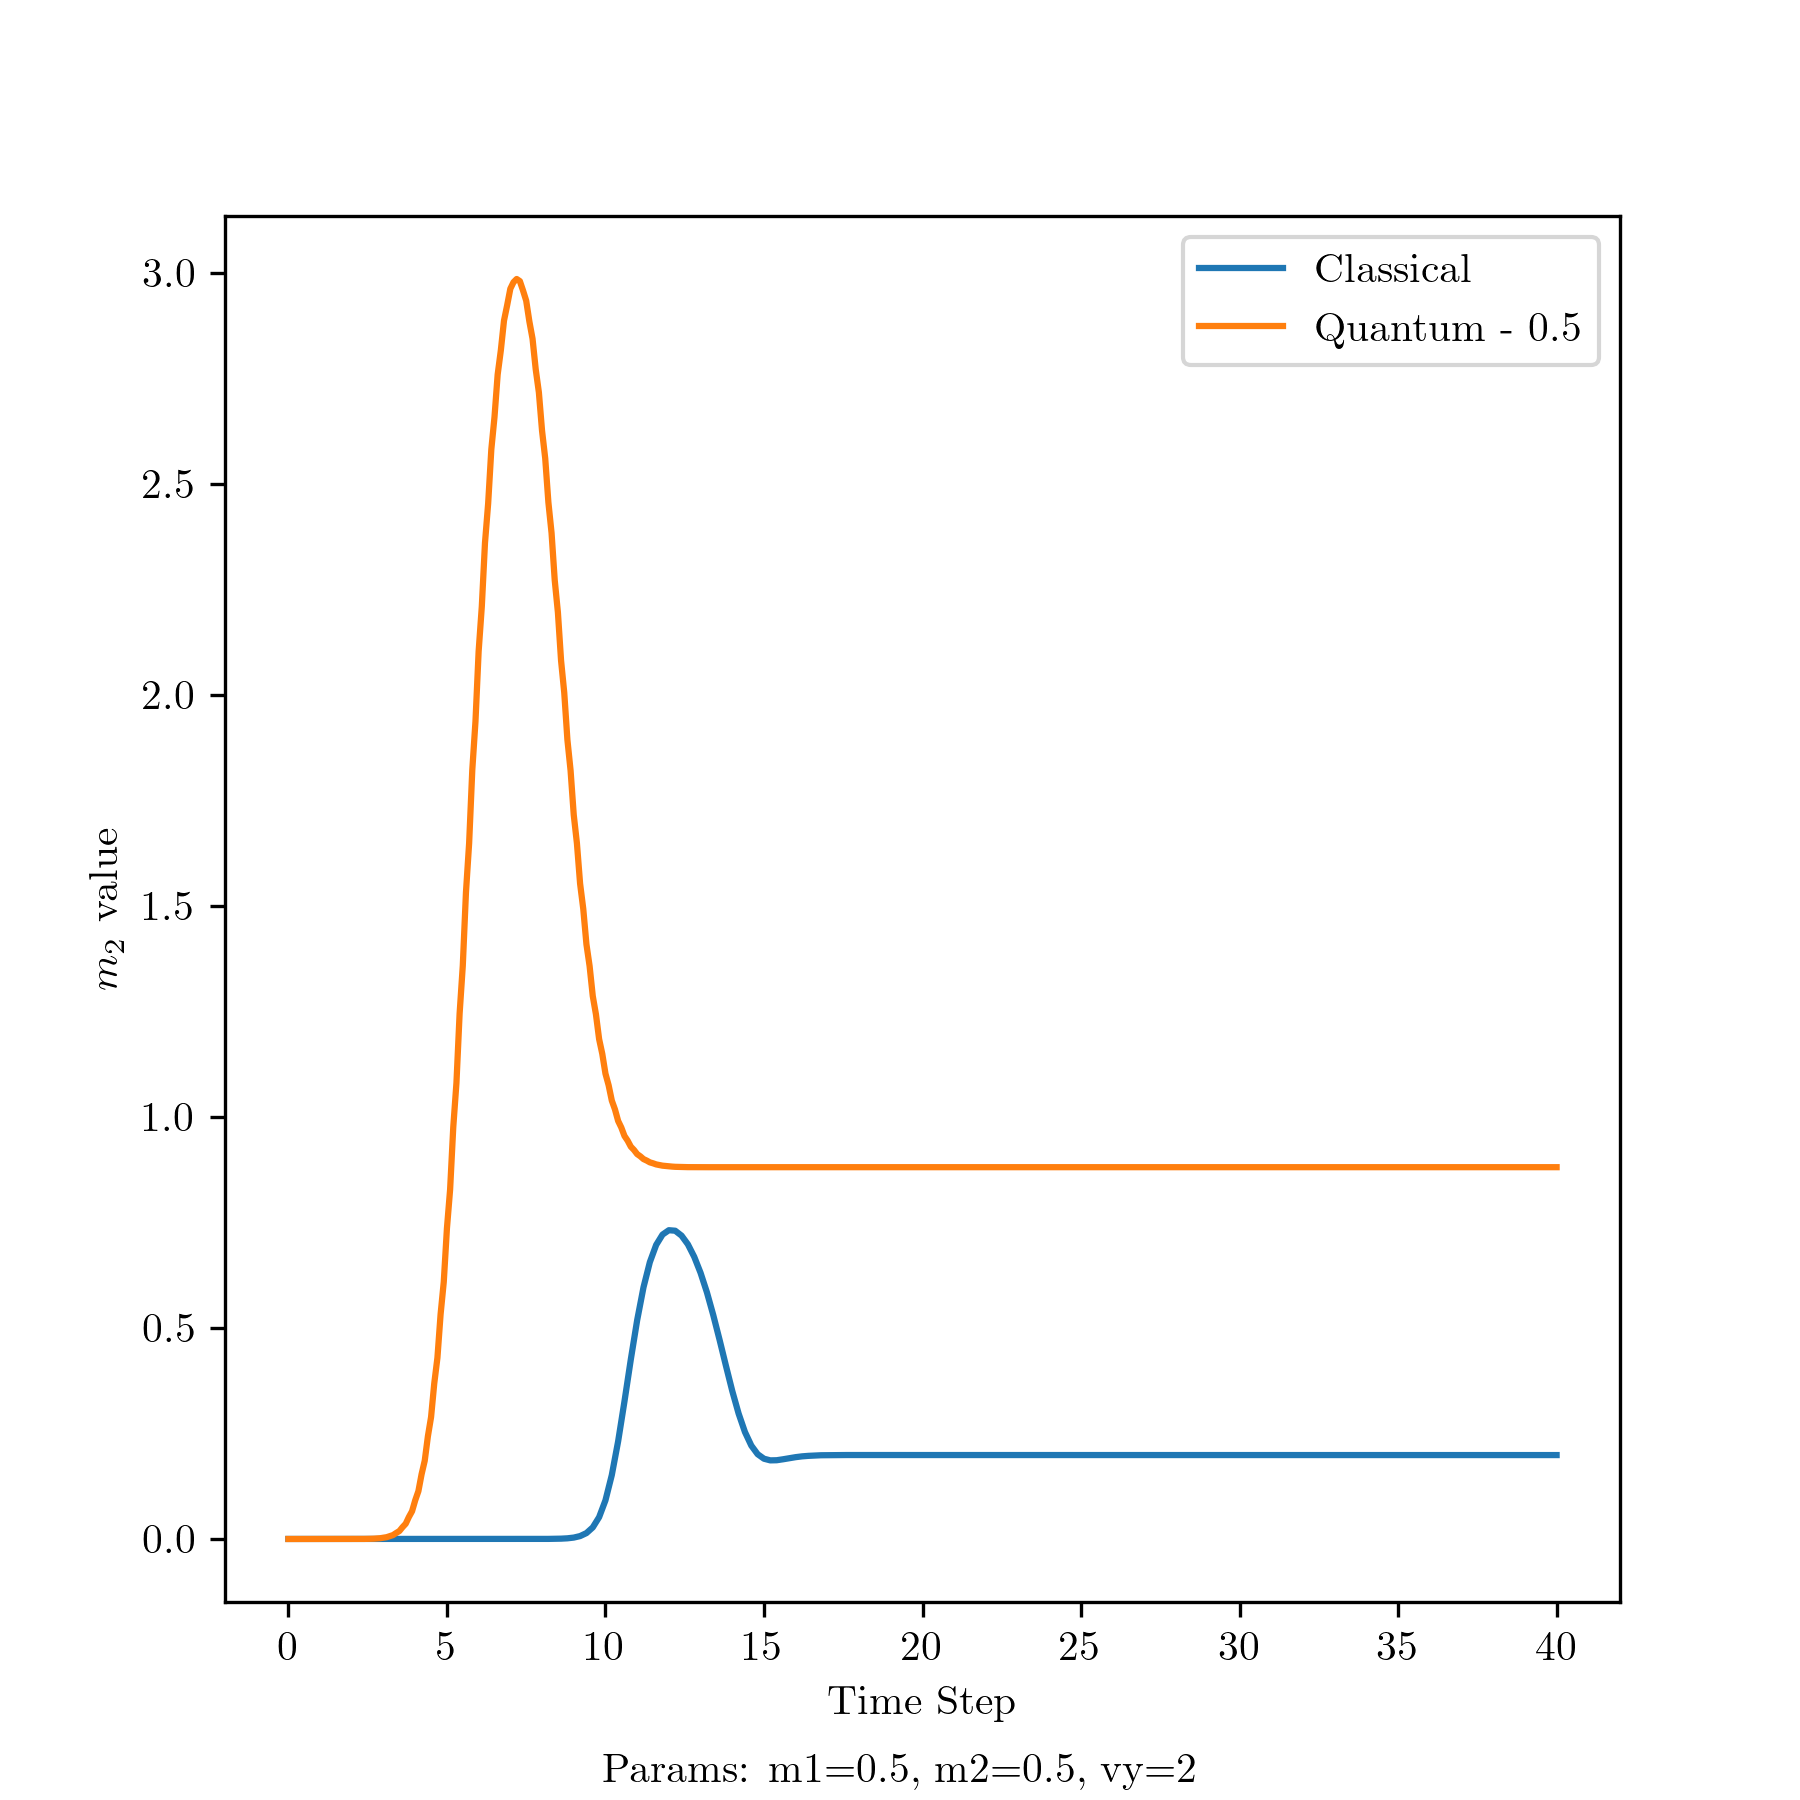 Classical
Quantum - 0.5
3.0
2.5
2.0
1.5
1.0
0.5
0.0
m₂ value
0 5 10 15 20 25 30 35 40
Time Step
Params: m1=0.5, m2=0.5, vy=2